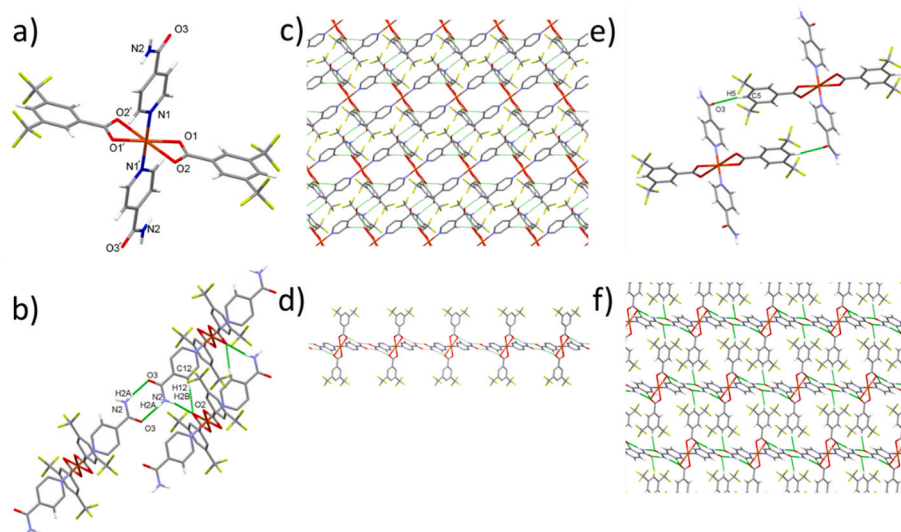 a)
O3
N2
O2'
N1
O1
O1'
O2
N1'
N2
O3'
b)
C12
O3
H12
H2A
H2B
N2
H2A
N2
O2
O3
c)
d)
e)
H5
C5
O3
f)